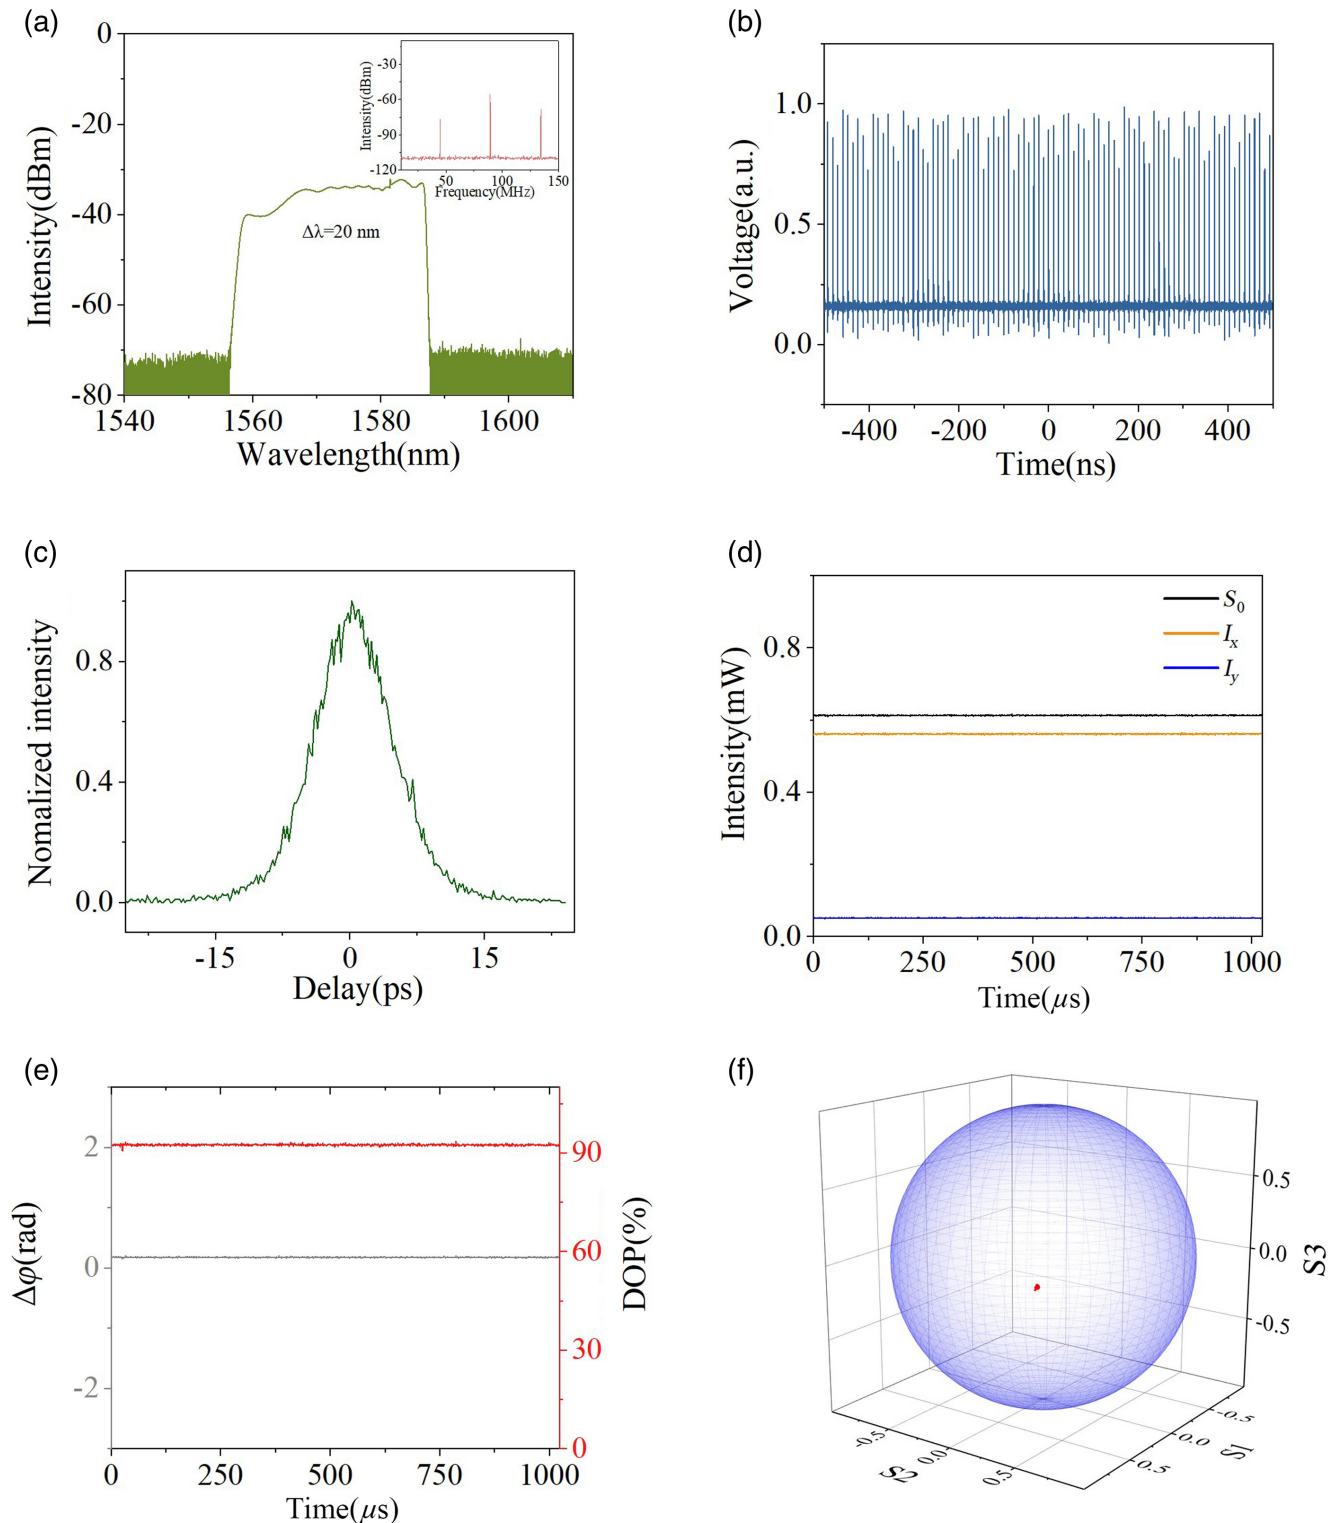 (a)
0
-20
-40
-60
-80
Intensity(dBm)
1540
1560
1580
1600
Wavelength(nm)
Δλ=20 nm
-30
-60
-90
-120
Intensity(dBm)
50
100
150
Frequency(MHz)
(b)
1.0
0.5
0.0
Voltage(a.u.)
-400
-200
0
200
400
Time(ns)
(c)
0.8
0.4
0.0
Nomalized intensity
-15
0
15
Delay(ps)
(d)
S0
Ix
Iy
0.8
0.4
0.0
Intensity(mW)
0
250
500
750
1000
Time(μs)
(e)
2
0
-2
Δφ(rad)
90
60
30
0
DOP(%)
0
250
500
750
1000
Time(μs)
(f)
0.5
0.0
-0.5
S3
-0.5
0.0
0.5
S2
-0.5
-0.0
-0.5
S1